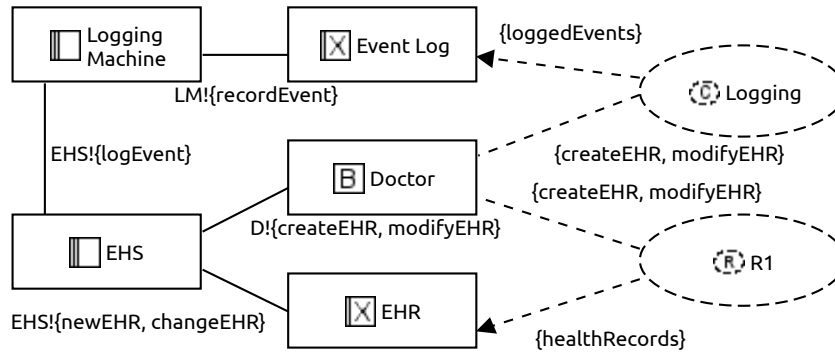 Logging
Machine
X Event Log
{loggedEvents}
LM!{recordEvent}
C Logging
EHS!{logEvent}
B Doctor
{createEHR, modifyEHR}
{createEHR, modifyEHR}
D!{createEHR, modifyEHR}
EHS
R R1
X EHR
EHS!{newEHR, changeEHR}
{healthRecords}